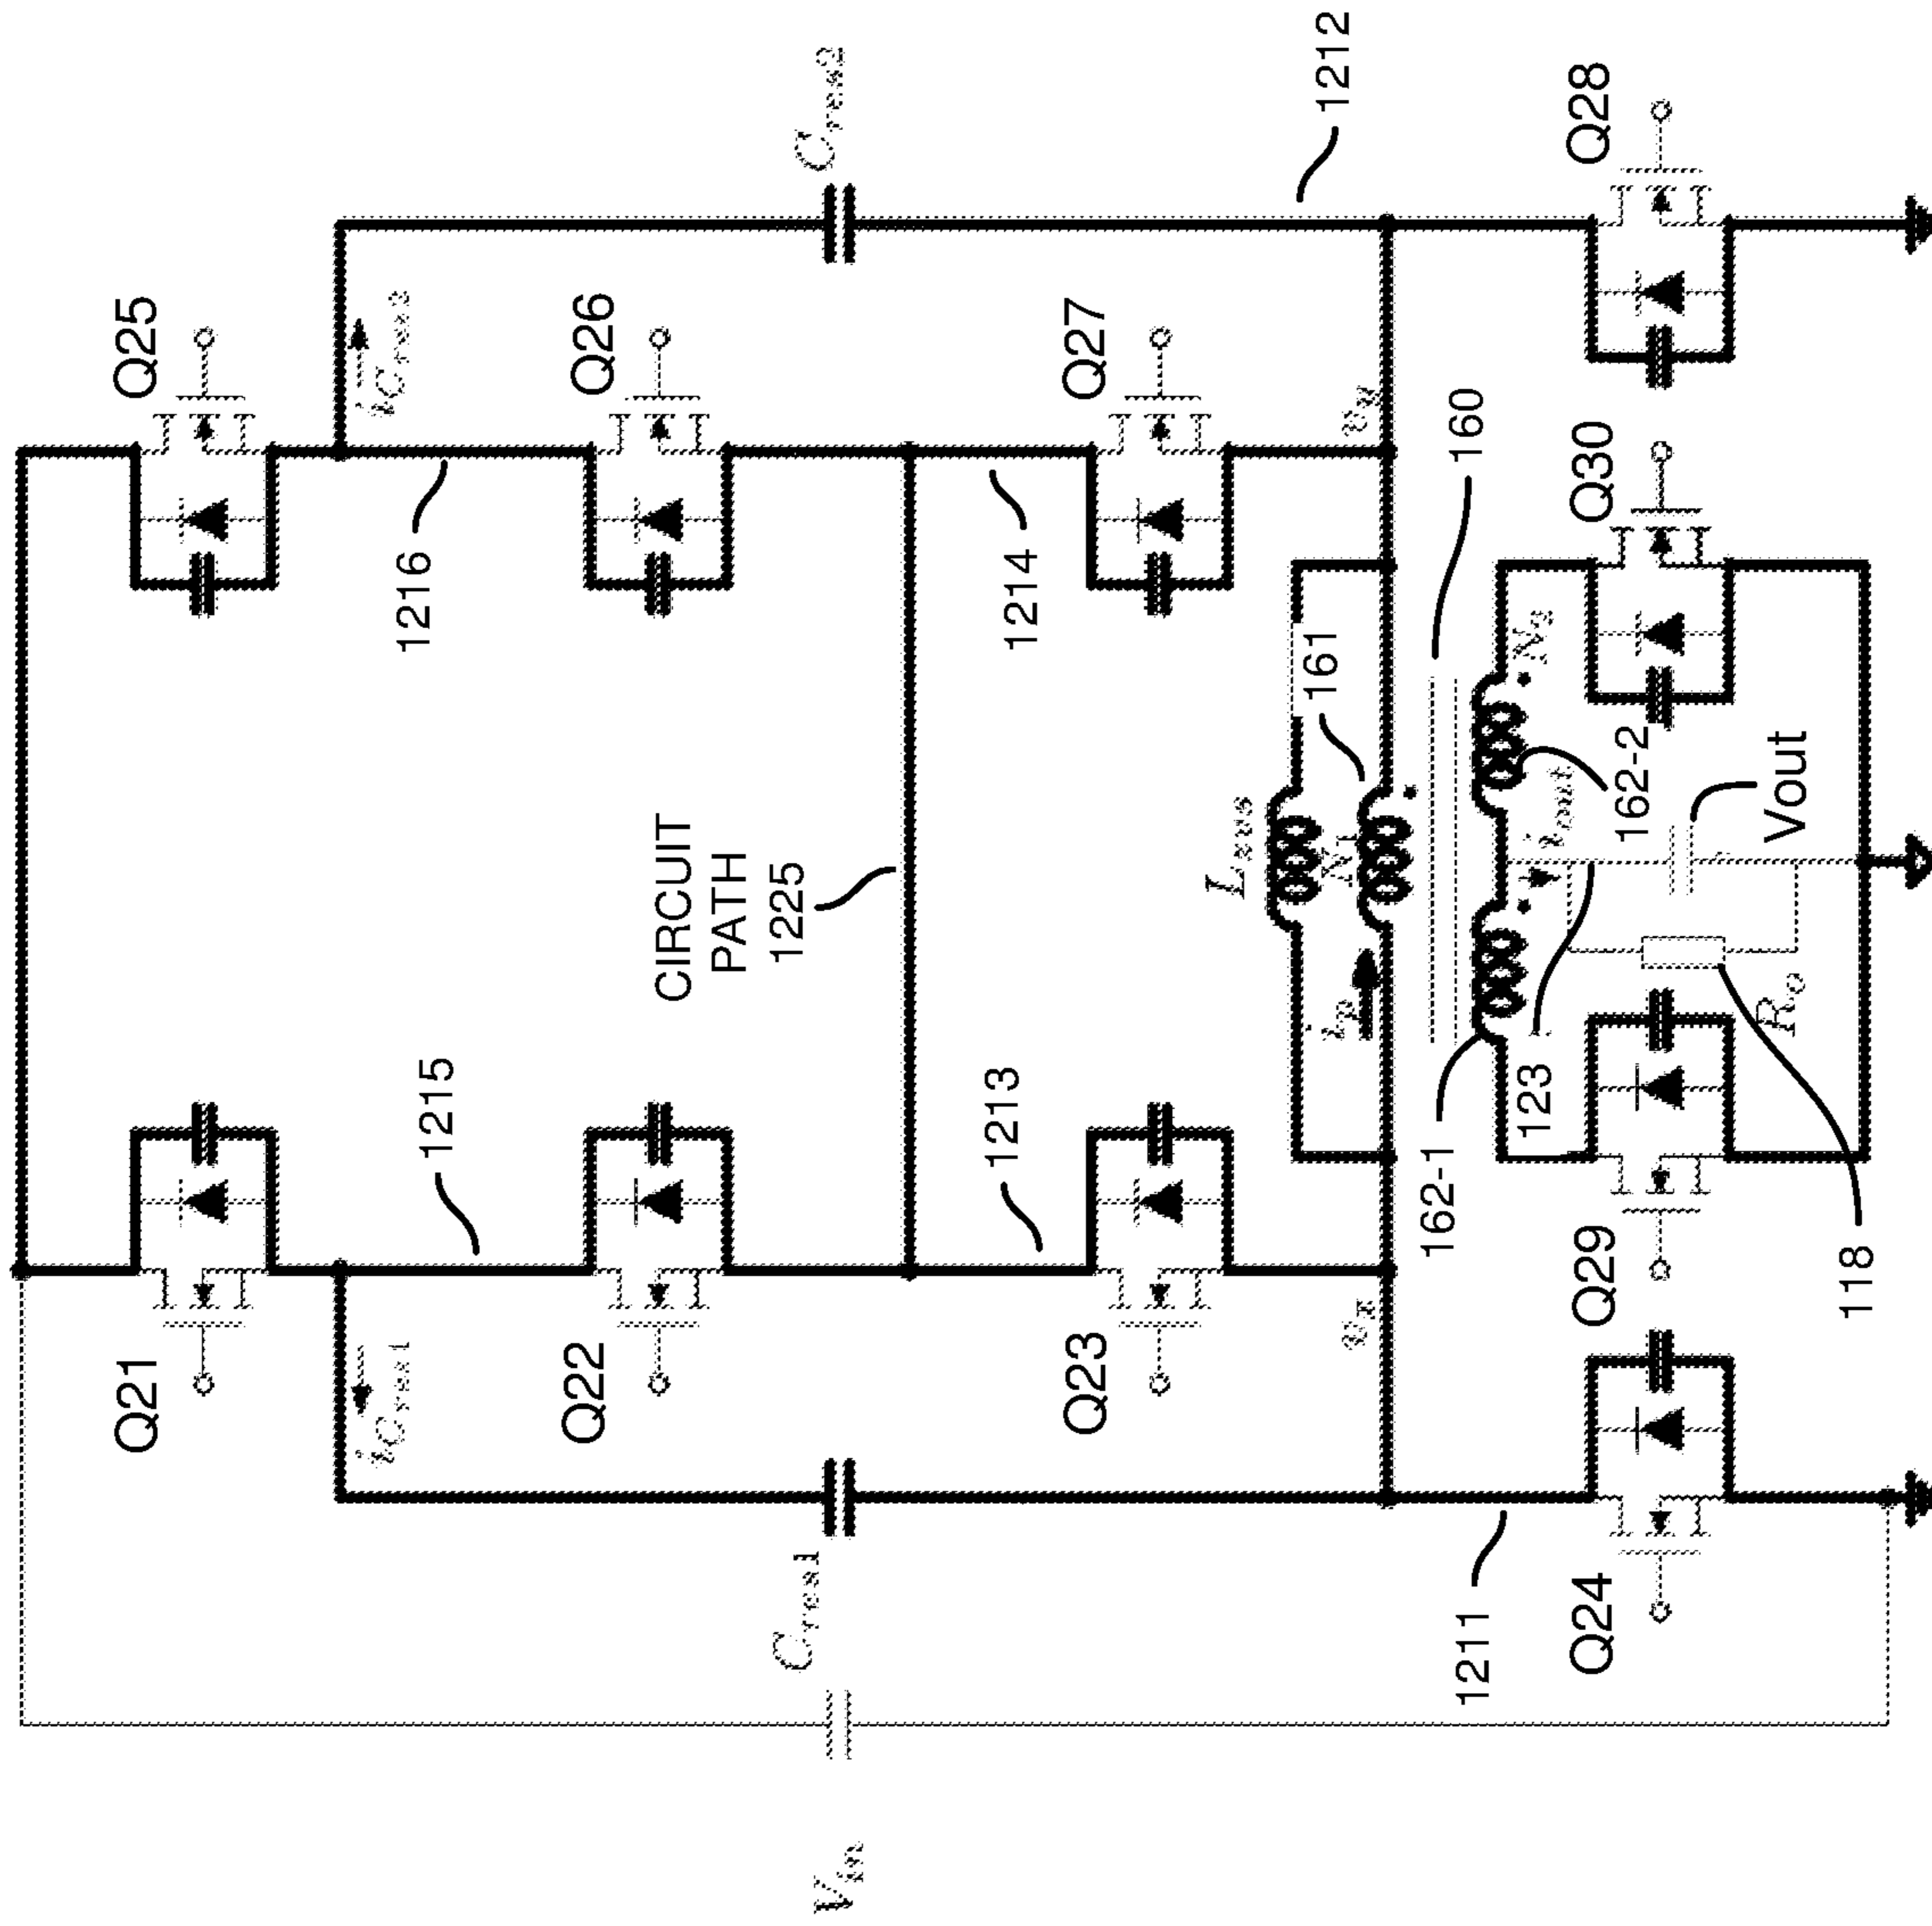 Q21
Q25
iCres1
iCres2
1215
1216
Q22
Q26
CIRCUIT
PATH
1225
Vin
Cres1
Cres2
1213
1214
Q23
Q27
vx
vy
Lzvs
N1
161
ip
160
1211
1212
162-1
123
iout
162-2
N2
Q24
Q29
118
Ro
Vout
Q30
Q28